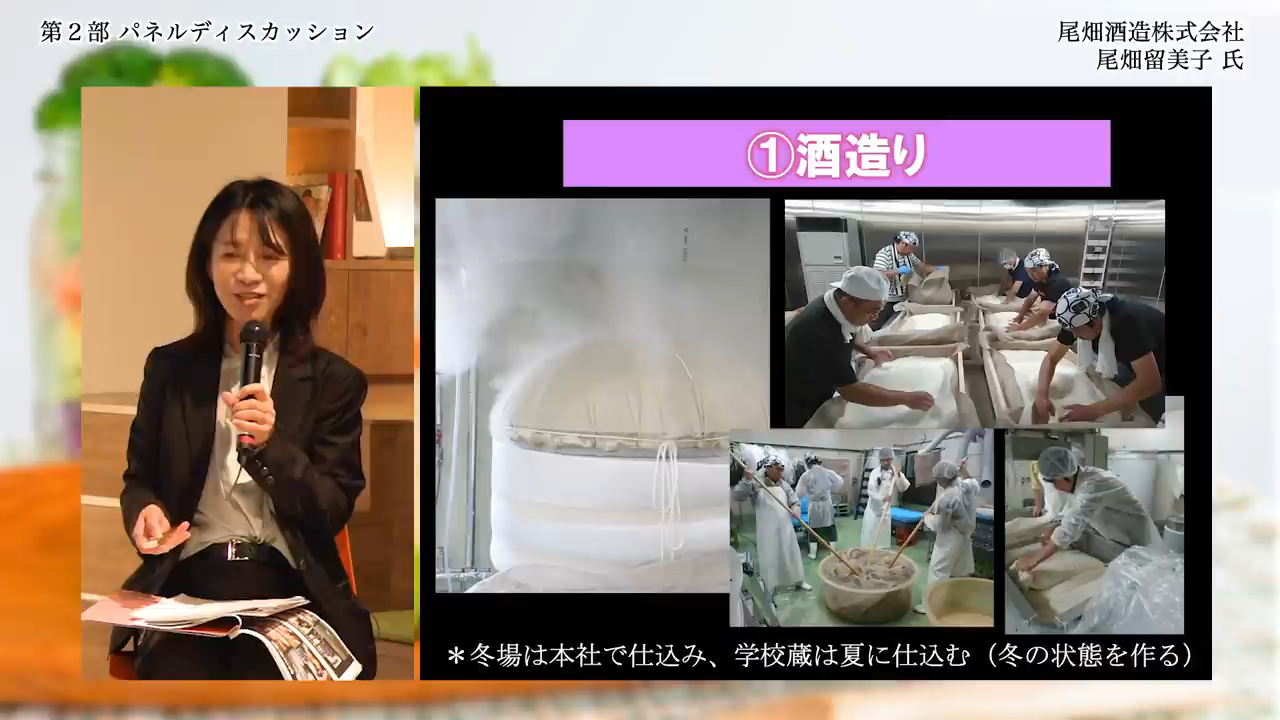 第２部 パネルディスカッション
尾畑酒造株式会社
尾畑留美子 氏
①酒造り
＊冬場は本社で仕込み、学校蔵は夏に仕込む（冬の状態を作る）